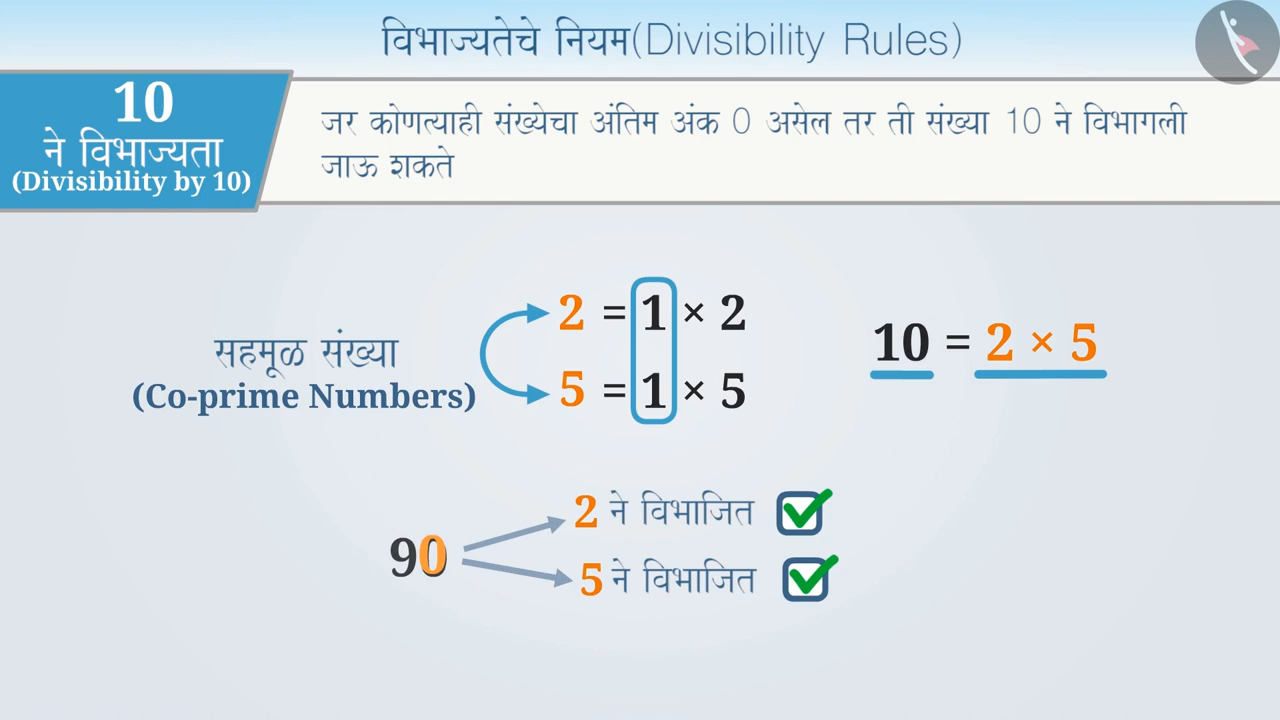 विभाज्यतेचे नियम(Divisibility Rules)
10
ने विभाज्यता
(Divisibility by 10)
जर कोणत्याही संख्येचा अंतिम अंक 0 असेल तर ती संख्या 10 ने विभागली
जाऊ शकते
सहमूळ संख्या
(Co-prime Numbers)
2 = 1 × 2
5 = 1 × 5
10 = 2 × 5
90
2 ने विभाजित
5 ने विभाजित